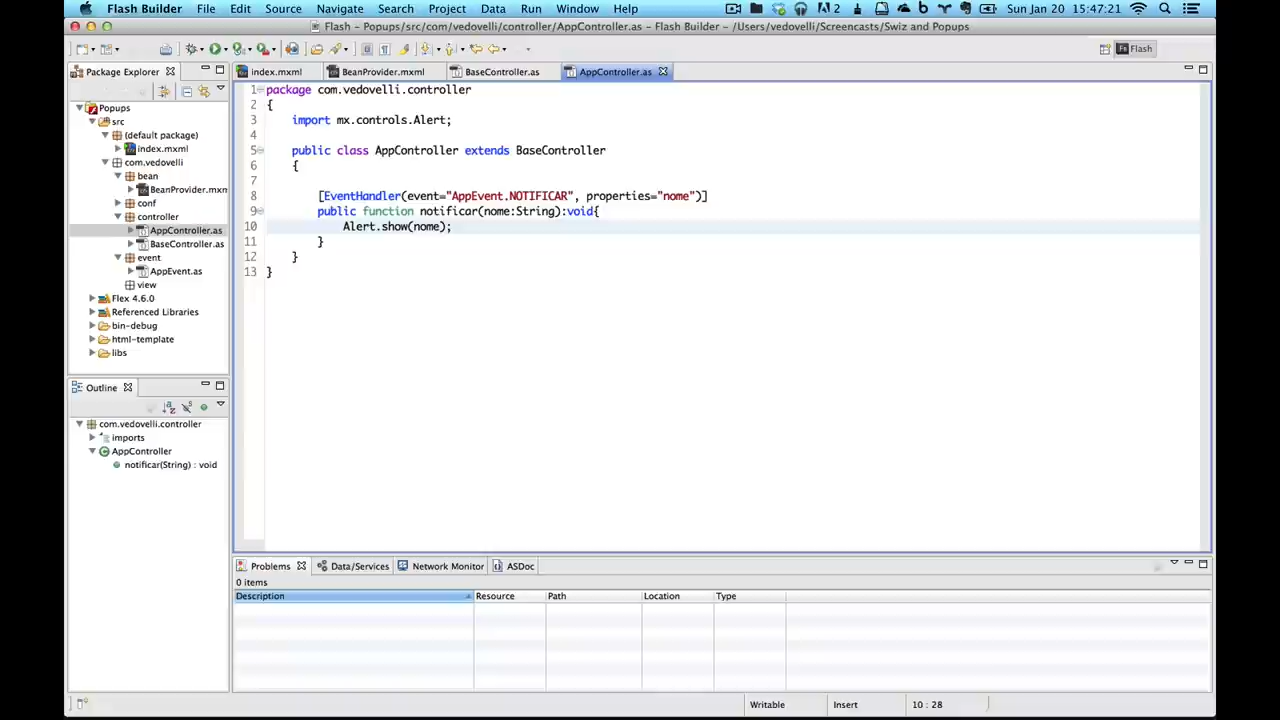 Flash Builder File Edit Source Navigate Search Project Data Run Window Help 2 Sun Jan 20 15:47:21
Flash - Popups/src/com/vedovelli/controller/AppController.as - Flash Builder - /Users/vedovelli/Screencasts/Swiz and Popups
Flash
Package Explorer
index.mxml BeanProvider.mxml BaseController.as AppController.as
Popups
src
(default package)
index.mxml
com.vedovelli
bean
BeanProvider.mxm
conf
controller
AppController.as
BaseController.as
event
AppEvent.as
view
Flex 4.6.0
Referenced Libraries
bin-debug
html-template
libs
Outline
com.vedovelli.controller
imports
AppController
notificar(String) : void
1 package com.vedovelli.controller
2 {
3 import mx.controls.Alert;
4
5 public class AppController extends BaseController
6 {
7
8 [EventHandler(event="AppEvent.NOTIFICAR", properties="nome")]
9 public function notificar(nome:String):void{
10 Alert.show(nome);
11 }
12 }
13 }
Problems Data/Services Network Monitor ASDoc
0 items
Description Resource Path Location Type
Writable Insert 10 : 28